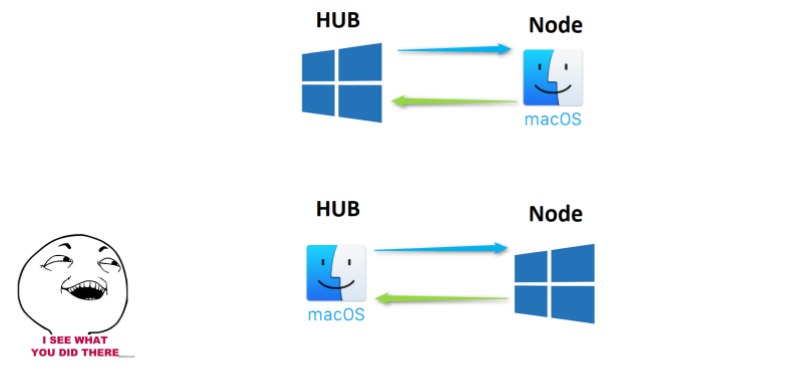 HUB
Node
macOS
HUB
Node
macOS
I SEE WHAT
YOU DID THERE